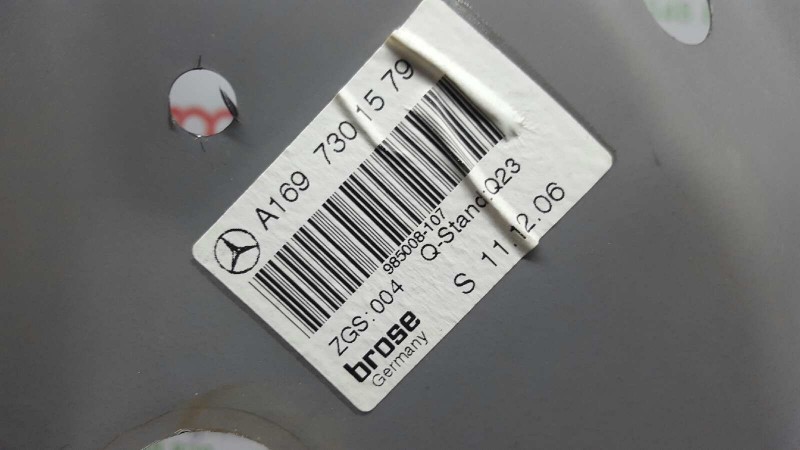 A169 730 15 79
985008-107
ZGS: 004 Q-Stand:Q23
brose S 11.12.06
Germany